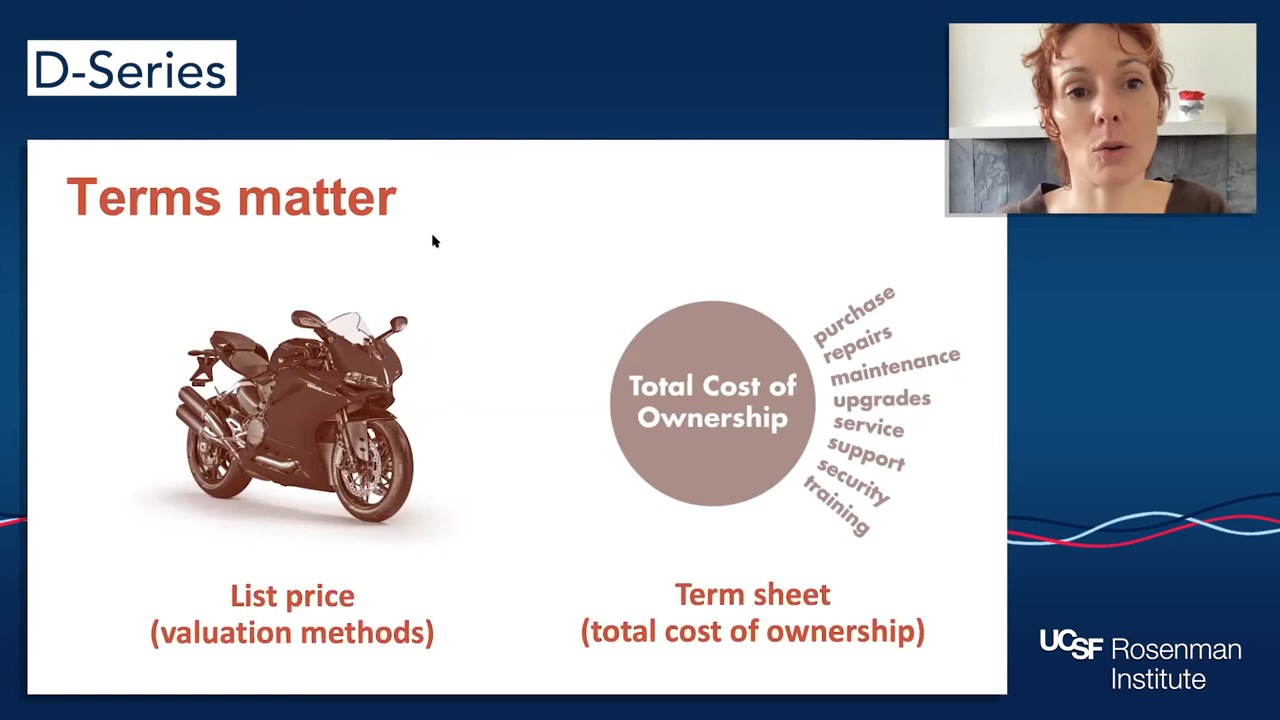 D-Series
Terms matter
Total Cost of
Ownership
purchase
repairs
maintenance
upgrades
service
support
security
training
List price
(valuation methods)
Term sheet
(total cost of ownership)
UCSF Rosenman
Institute